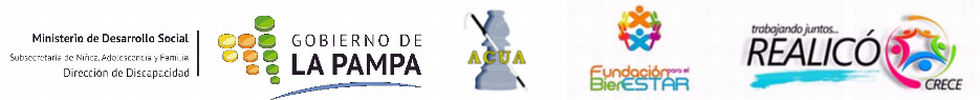 Ministerio de Desarrollo Social
Subsecretaría de Niñez, Adolescencia y Familia
Dirección de Discapacidad
GOBIERNO DE
LA PAMPA
ACUA
Fundación para el
BienESTAR
trabajando juntos...
REALICÓ
CRECE